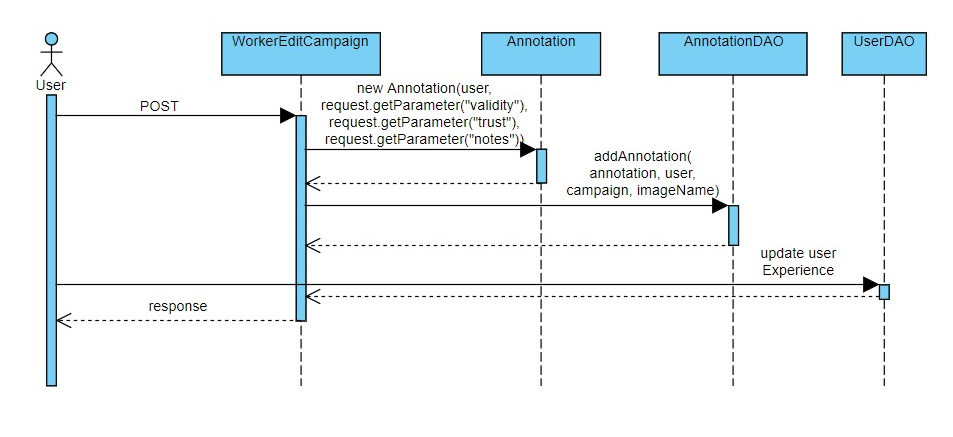 WorkerEditCampaign
Annotation
AnnotationDAO
UserDAO
User
POST
new Annotation(user,
request.getParameter("validity"),
request.getParameter("trust"),
request.getParameter("notes"))
addAnnotation(
annotation, user,
campaign, imageName)
update user
Experience
response